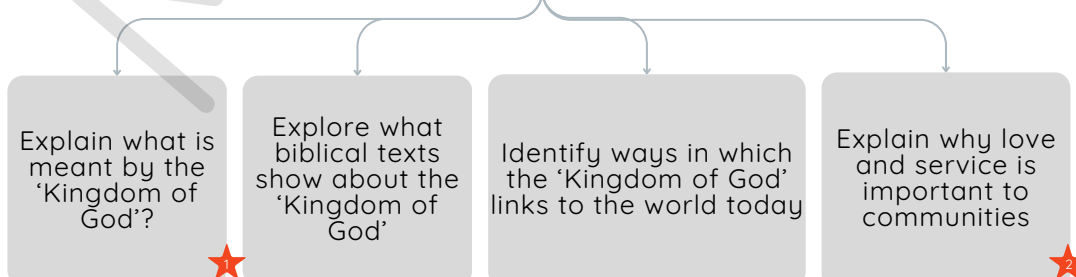 Explain what is
meant by the
‘Kingdom of
God’?
1
Explore what
biblical texts
show about the
‘Kingdom of
God’
Identify ways in which
the ‘Kingdom of God’
links to the world today
Explain why love
and service is
important to
communities
2